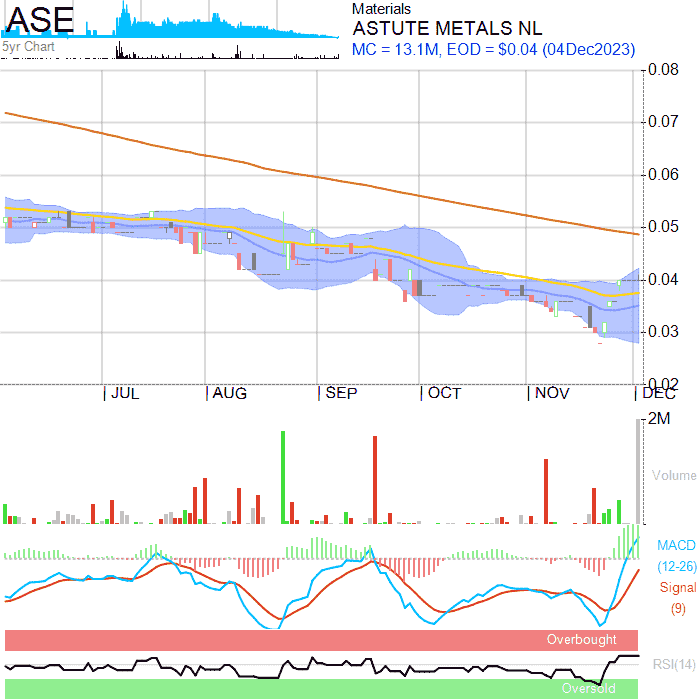 ASE
Materials
ASTUTE METALS NL
MC = 13.1M, EOD = $0.04 (04Dec2023)
5yr Chart
0.08
0.07
0.06
0.05
0.04
0.03
0.02
JUL AUG SEP OCT NOV DEC
2M
Volume
MACD
(12-26)
Signal
(9)
Overbought
RSI(14)
Oversold